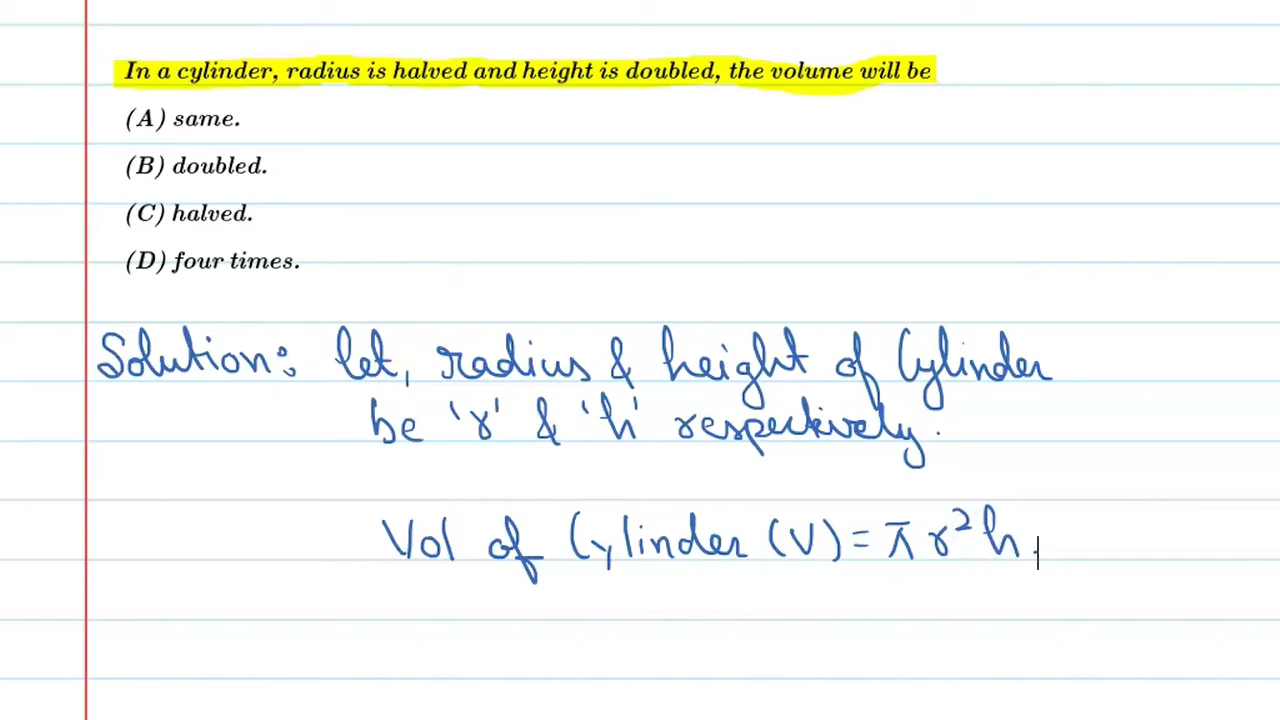 In a cylinder, radius is halved and height is doubled, the volume will be
(A) same.
(B) doubled.
(C) halved.
(D) four times.
Solution: let, radius & height of Cylinder
be 'r' & 'h' respectively.
Vol of Cylinder (V) = πr²h.